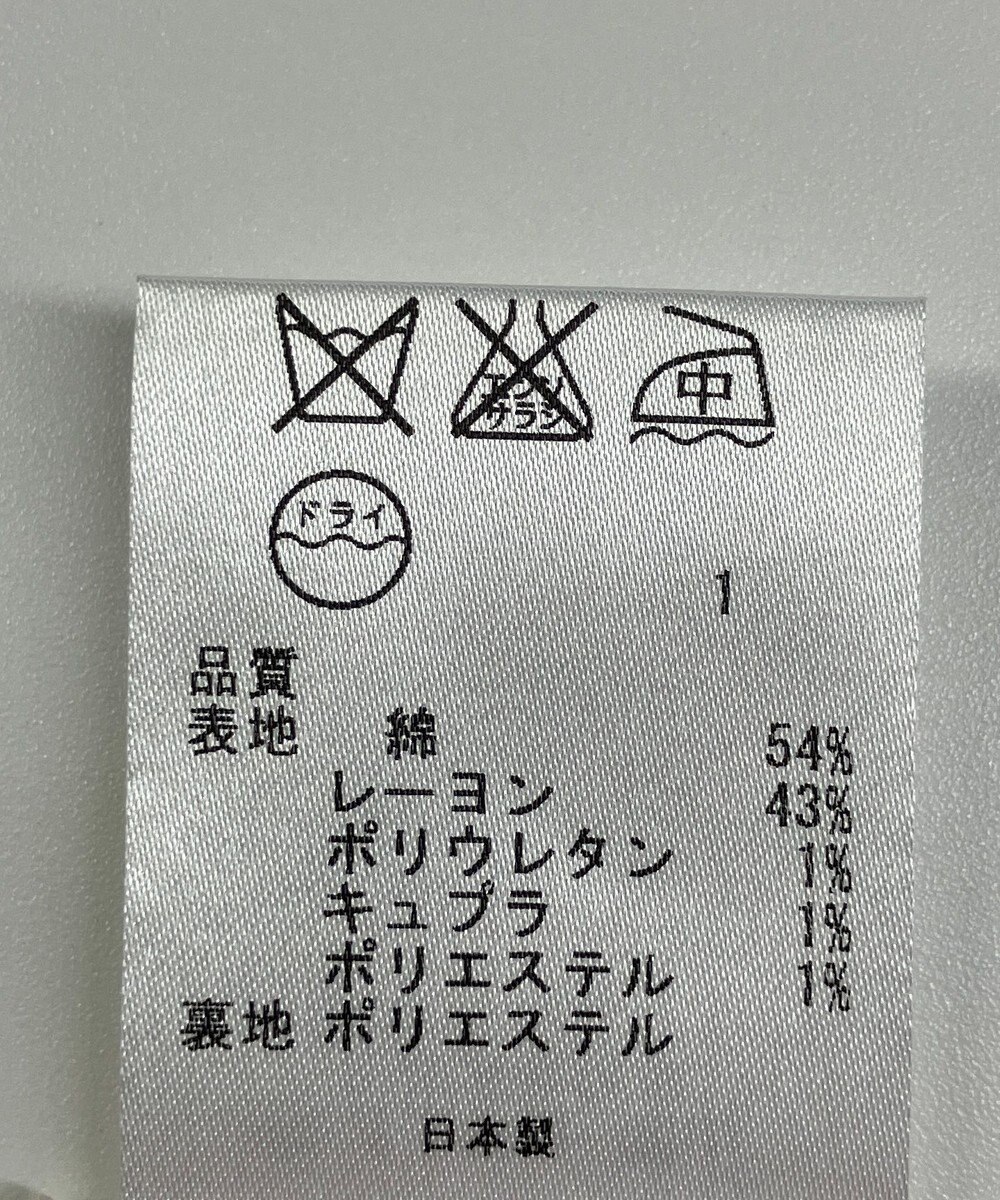 エンソ
サラシ
中
ドライ
1
品質
表地 綿 54%
レーヨン 43%
ポリウレタン 1%
キュプラ 1%
ポリエステル 1%
裏地 ポリエステル
日本製